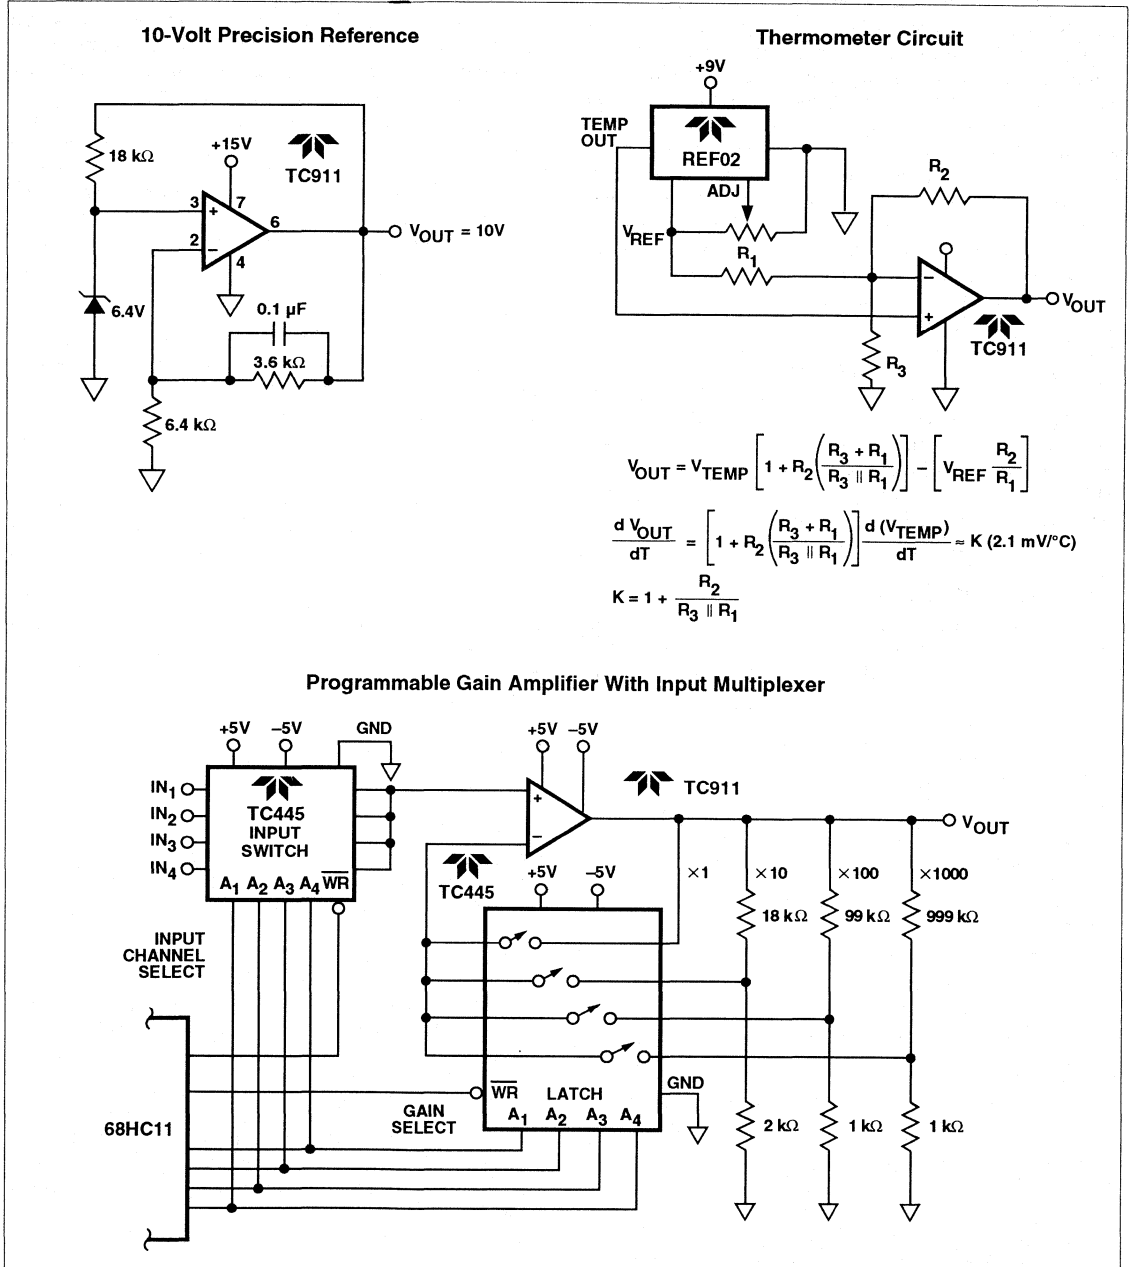 10-Volt Precision Reference
18 kΩ
+15V
TC911
3
+
7
6
2
−
4
VOUT = 10V
6.4V
0.1 µF
3.6 kΩ
6.4 kΩ
Thermometer Circuit
+9V
TEMP
OUT
REF02
ADJ
VREF
R1
R2
−
+
VOUT
TC911
R3
VOUT = VTEMP [1 + R2 (R3 + R1 / R3 || R1)] − [VREF R2 / R1]
d VOUT / dT = [1 + R2 (R3 + R1 / R3 || R1)] d (VTEMP) / dT ≈ K (2.1 mV/°C)
K = 1 + R2 / R3 || R1
Programmable Gain Amplifier With Input Multiplexer
+5V −5V GND
IN1
IN2
IN3
IN4
TC445
INPUT
SWITCH
A1 A2 A3 A4 WR
+5V −5V
+
−
TC911
VOUT
TC445
+5V −5V
×1 ×10 ×100 ×1000
18 kΩ 99 kΩ 999 kΩ
INPUT
CHANNEL
SELECT
68HC11
GAIN
SELECT
WR LATCH
A1 A2 A3 A4
GND
2 kΩ 1 kΩ 1 kΩ